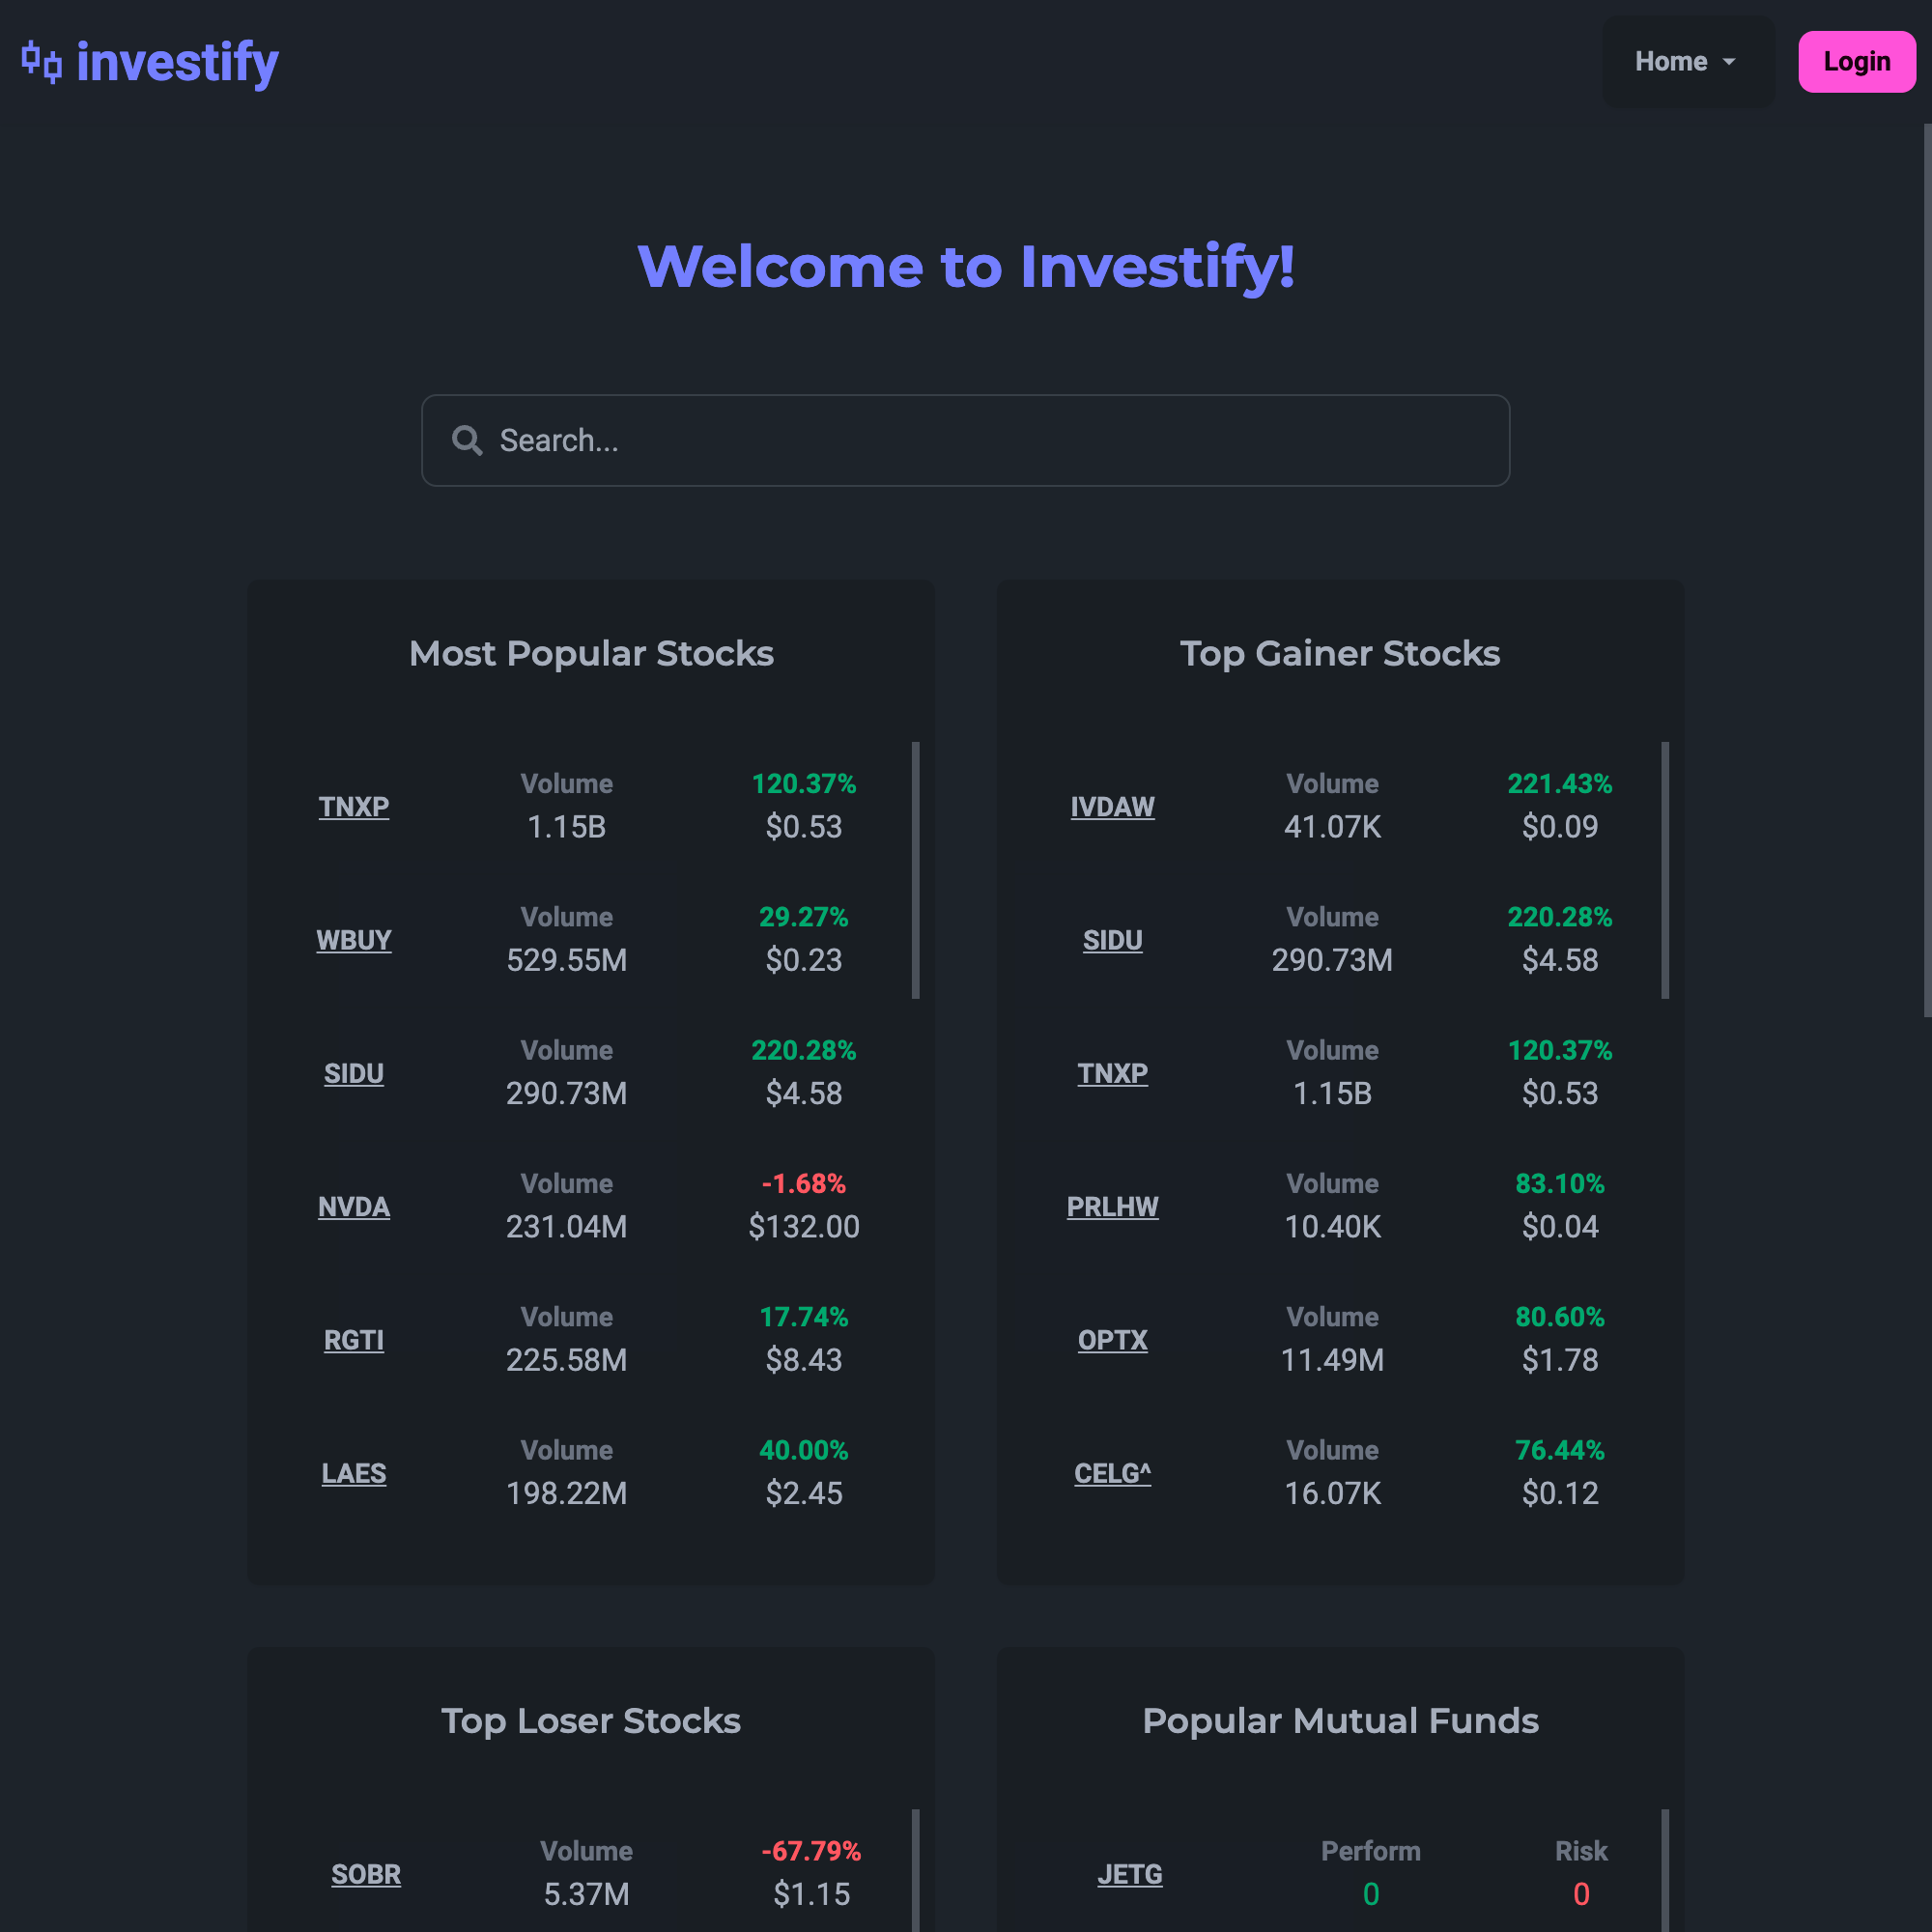 investify
Home
Login
Welcome to Investify!
Search...
Most Popular Stocks
TNXP
Volume
1.15B
120.37%
$0.53
WBUY
Volume
529.55M
29.27%
$0.23
SIDU
Volume
290.73M
220.28%
$4.58
NVDA
Volume
231.04M
-1.68%
$132.00
RGTI
Volume
225.58M
17.74%
$8.43
LAES
Volume
198.22M
40.00%
$2.45
Top Gainer Stocks
IVDAW
Volume
41.07K
221.43%
$0.09
SIDU
Volume
290.73M
220.28%
$4.58
TNXP
Volume
1.15B
120.37%
$0.53
PRLHW
Volume
10.40K
83.10%
$0.04
OPTX
Volume
11.49M
80.60%
$1.78
CELG^
Volume
16.07K
76.44%
$0.12
Top Loser Stocks
SOBR
Volume
5.37M
-67.79%
$1.15
Popular Mutual Funds
JETG
Perform
0
Risk
0